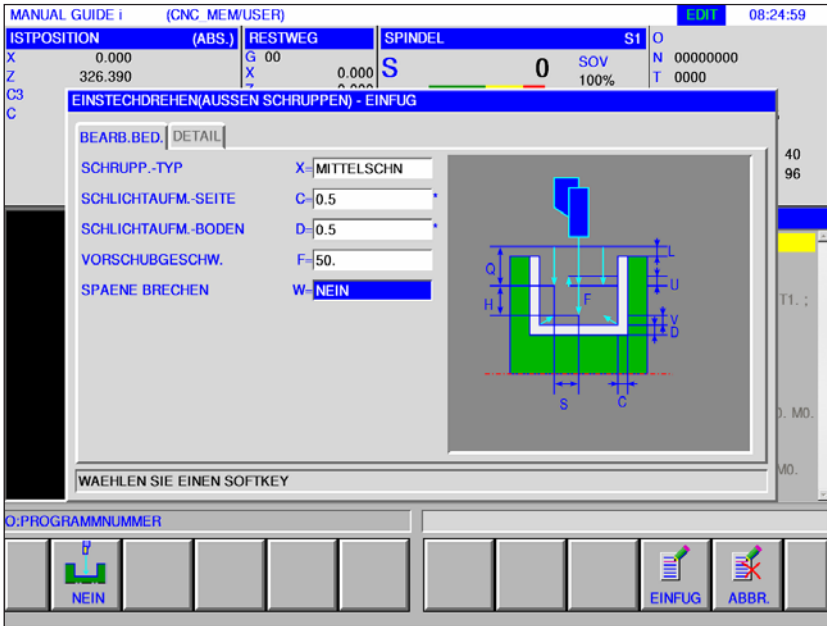 MANUAL GUIDE i (CNC_MEM/USER) EDIT 08:24:59
ISTPOSITION (ABS.) RESTWEG SPINDEL S1 O
X 0.000 G 00 S 0 SOV N 00000000
Z 326.390 X 0.000 100% T 0000
C3
C
EINSTECHDREHEN(AUSSEN SCHRUPPEN) - EINFUG
BEARB.BED. DETAIL
SCHRUPP.-TYP X=MITTELSCHN
SCHLICHTAUFM.-SEITE C=0.5 *
SCHLICHTAUFM.-BODEN D=0.5 *
VORSCHUBGESCHW. F=50.
SPAENE BRECHEN W=NEIN
Q
H
F
L
U
V
D
S
C
40
96
T1. ;
0. M0.
M0.
WAEHLEN SIE EINEN SOFTKEY
O:PROGRAMMNUMMER
NEIN EINFUG ABBR.